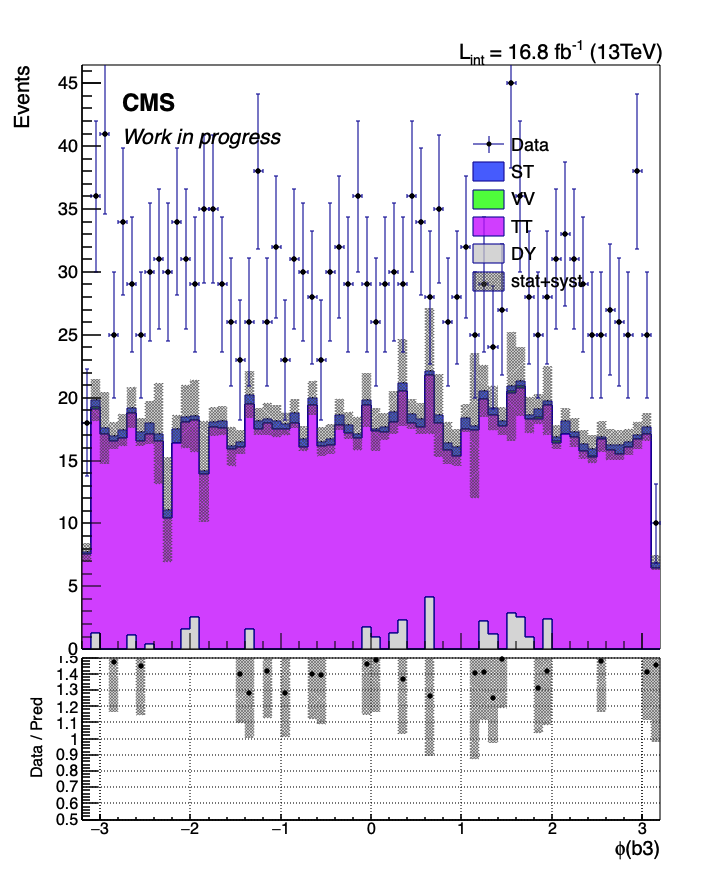 L_int = 16.8 fb^-1 (13TeV)
Events
CMS
Work in progress
Data
ST
VV
TT
DY
stat+syst
45
40
35
30
25
20
15
10
5
0
Data / Pred
1.5
1.4
1.3
1.2
1.1
1
0.9
0.8
0.7
0.6
0.5
−3 −2 −1 0 1 2 3
ϕ(b3)